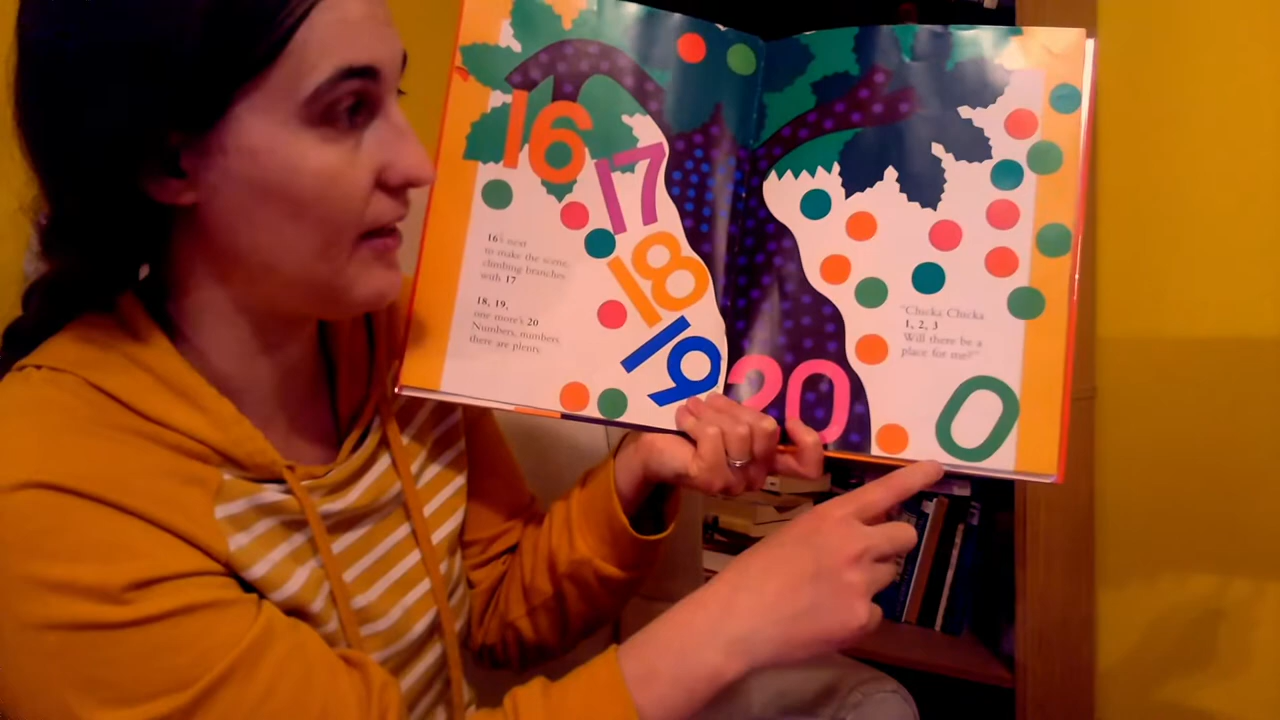 16
17
18
19
20
0
16's next
to make the scene,
climbing branches
with 17
18, 19,
one more's 20
Numbers, numbers
there are plenty.
"Chicka Chicka
1, 2, 3
Will there be a
place for me?"